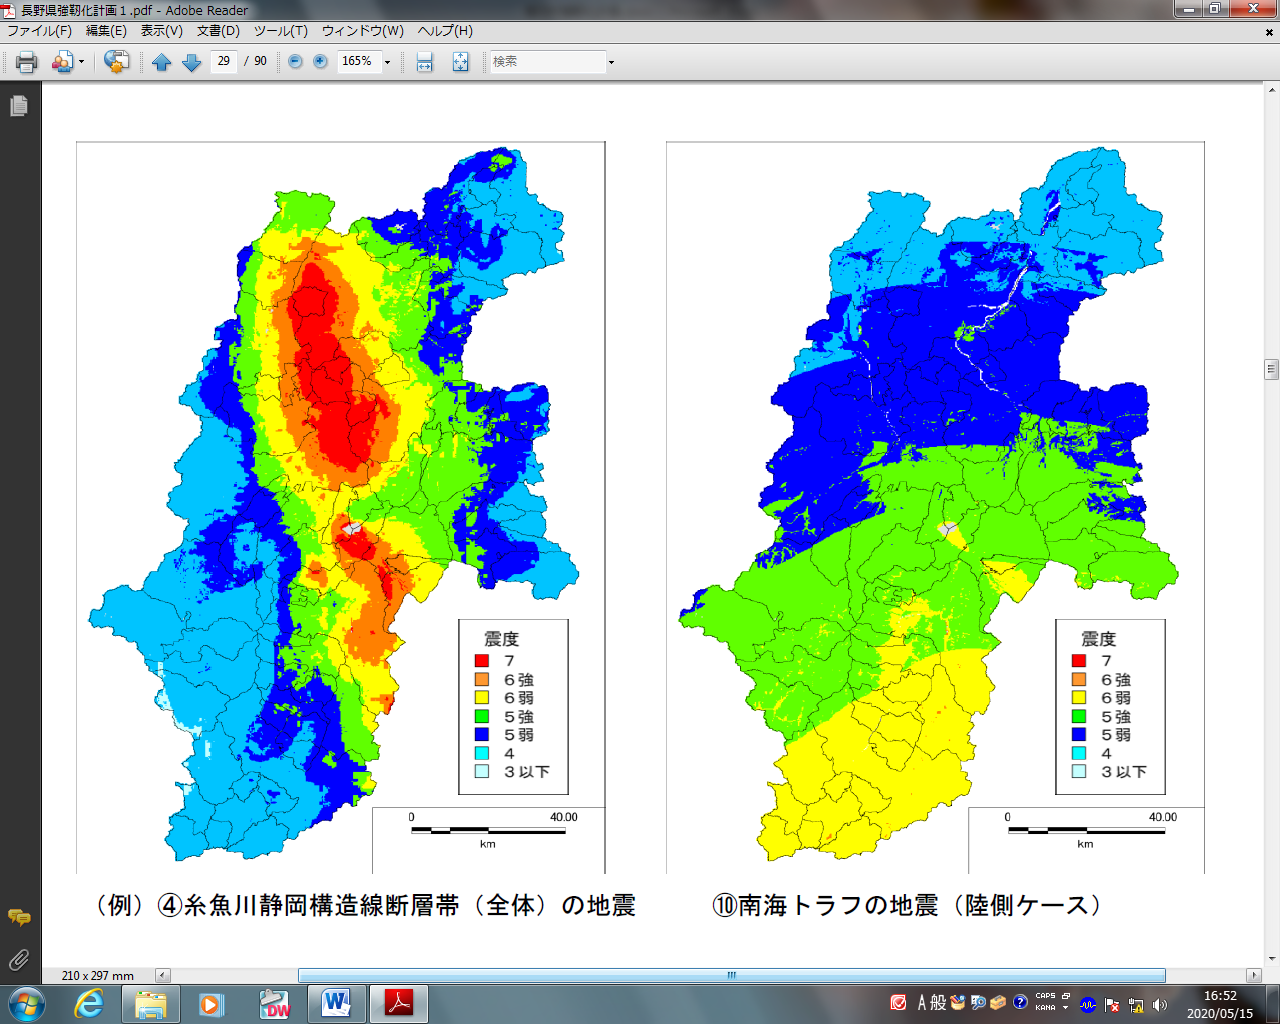 長野県強靭化計画１.pdf - Adobe Reader
ファイル(F) 編集(E) 表示(V) 文書(D) ツール(T) ウィンドウ(W) ヘルプ(H)
29 / 90 165% 検索
震度
7
６強
６弱
５強
５弱
4
３以下
0 40.00
km
震度
7
６強
６弱
５強
５弱
4
３以下
0 40.00
km
（例）④糸魚川静岡構造線断層帯（全体）の地震
⑩南海トラフの地震（陸側ケース）
210 x 297 mm
A 般
CAPS
KANA
16:52
2020/05/15